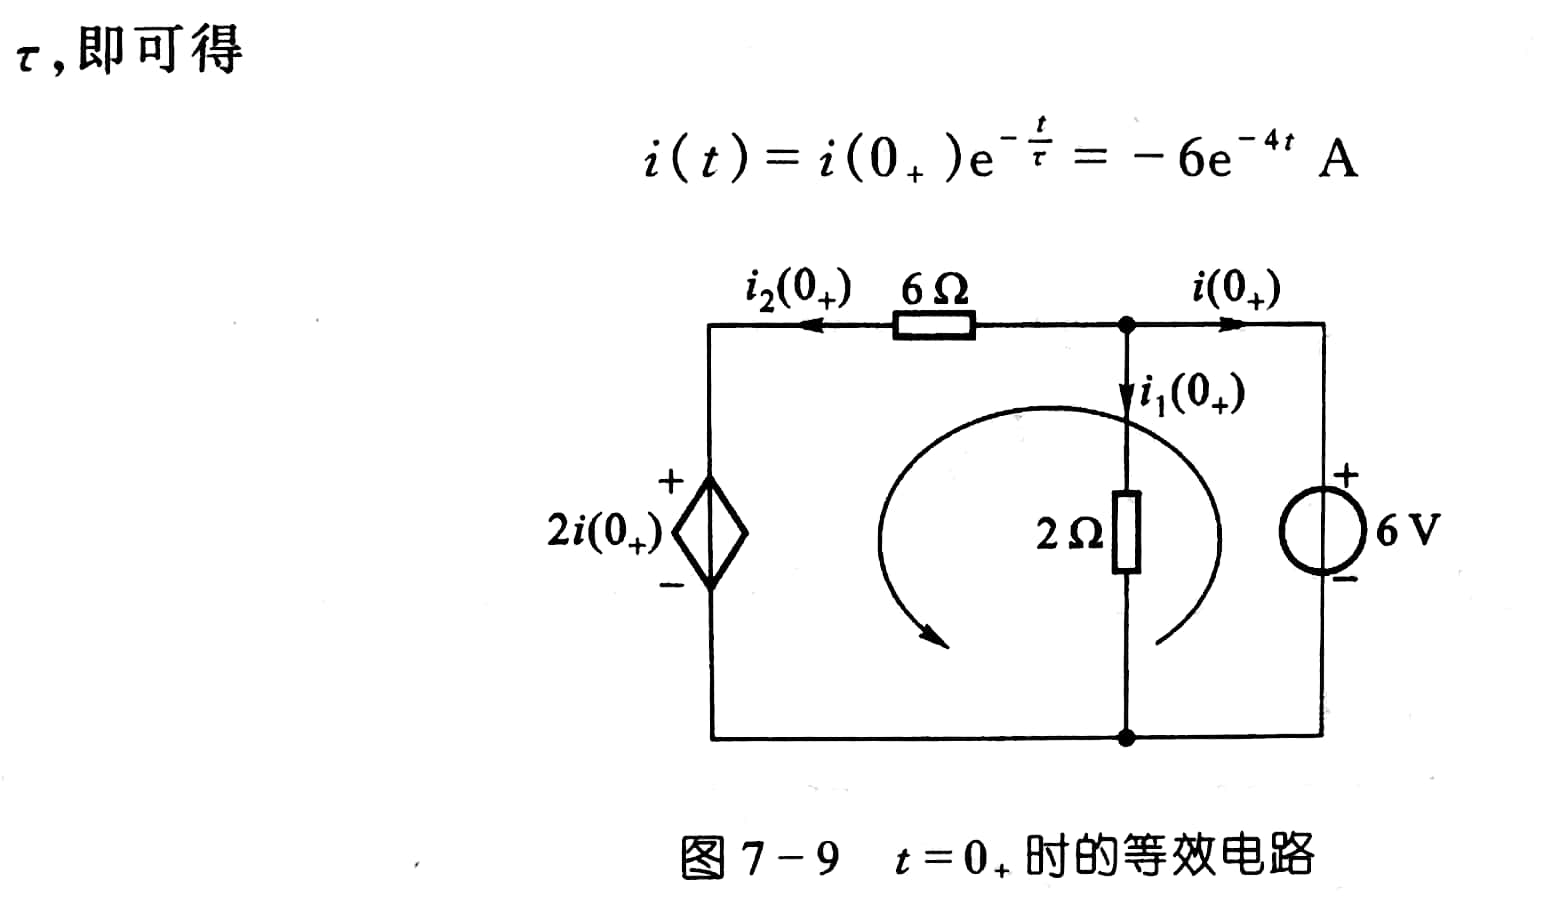 τ,即可得
i(t) = i(0₊)e^{-t/τ} = -6e^{-4t} A
i₂(0₊) 6 Ω i(0₊)
i₁(0₊)
+ +
2i(0₊) 2 Ω 6 V
− −
图 7-9 t=0₊ 时的等效电路